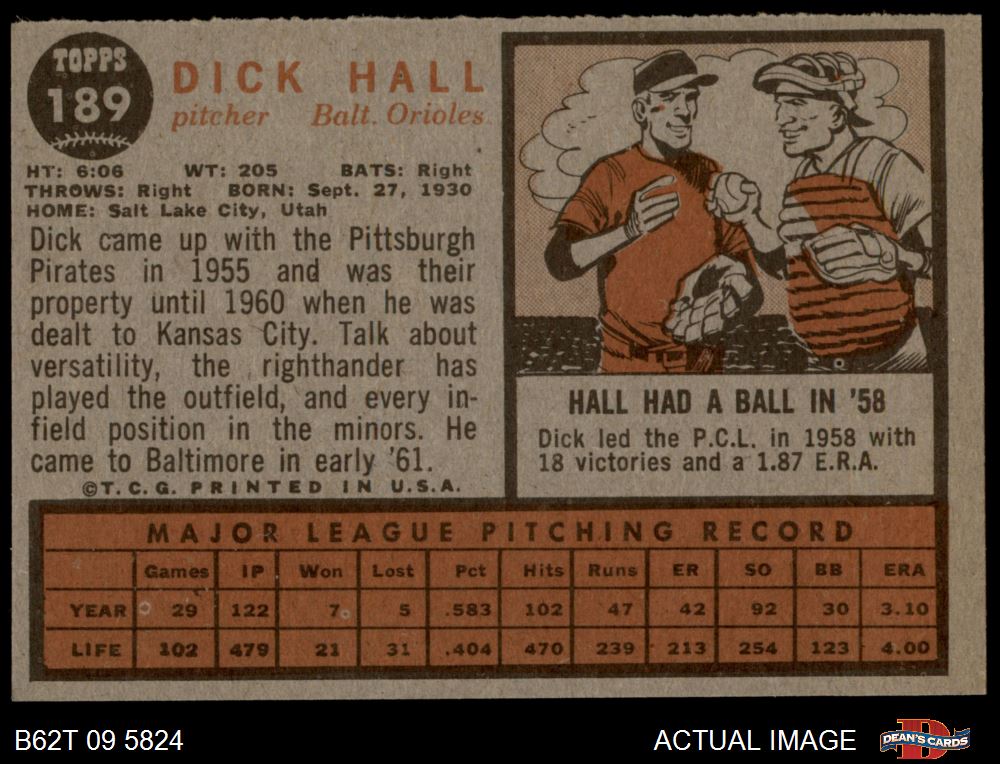 TOPPS
189
DICK HALL
pitcher Balt. Orioles
HT: 6:06 WT: 205 BATS: Right
THROWS: Right BORN: Sept. 27, 1930
HOME: Salt Lake City, Utah
Dick came up with the Pittsburgh
Pirates in 1955 and was their
property until 1960 when he was
dealt to Kansas City. Talk about
versatility, the righthander has
played the outfield, and every in-
field position in the minors. He
came to Baltimore in early '61.
©T.C.G. PRINTED IN U.S.A.
HALL HAD A BALL IN '58
Dick led the P.C.L. in 1958 with
18 victories and a 1.87 E.R.A.
MAJOR LEAGUE PITCHING RECORD
Games IP Won Lost Pct Hits Runs ER SO BB ERA
YEAR 29 122 7 5 .583 102 47 42 92 30 3.10
LIFE 102 479 21 31 .404 470 239 213 254 123 4.00
B62T 09 5824
ACTUAL IMAGE
D
DEAN'S CARDS